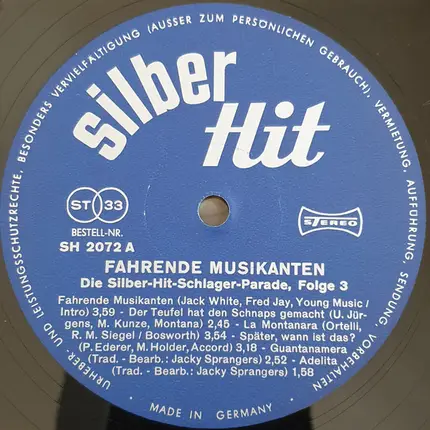 URHEBER- UND LEISTUNGSSCHUTZRECHTE, BESONDERS VERVIELFÄLTIGUNG (AUSSER ZUM PERSÖNLICHEN GEBRAUCH), VERMIETUNG, AUFFÜHRUNG, SENDUNG VORBEHALTEN
silber
Hit
ST 33
STEREO
BESTELL-NR.
SH 2072 A
FAHRENDE MUSIKANTEN
Die Silber-Hit-Schlager-Parade, Folge 3
Fahrende Musikanten (Jack White, Fred Jay, Young Music /
Intro) 3,59 - Der Teufel hat den Schnaps gemacht (U. Jür-
gens, M. Kunze, Montana) 2,45 - La Montanara (Ortelli,
R. M. Siegel / Bosworth) 3,54 - Später, wann ist das?
(P. Ederer, M. Holder, Accord) 3,18 - Guantanamera
(Trad. - Bearb.: Jacky Sprangers) 2,52 - Adelita
(Trad. - Bearb.: Jacky Sprangers) 1,58
• MADE IN GERMANY •